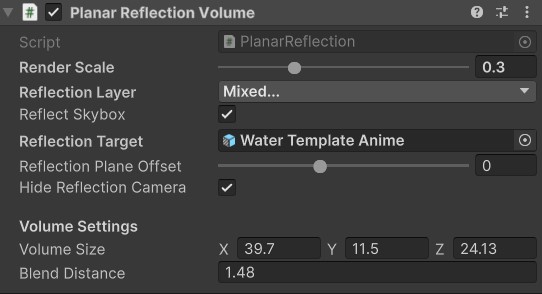 Planar Reflection Volume
Script PlanarReflection
Render Scale 0.3
Reflection Layer Mixed...
Reflect Skybox
Reflection Target Water Template Anime
Reflection Plane Offset 0
Hide Reflection Camera
Volume Settings
Volume Size X 39.7 Y 11.5 Z 24.13
Blend Distance 1.48